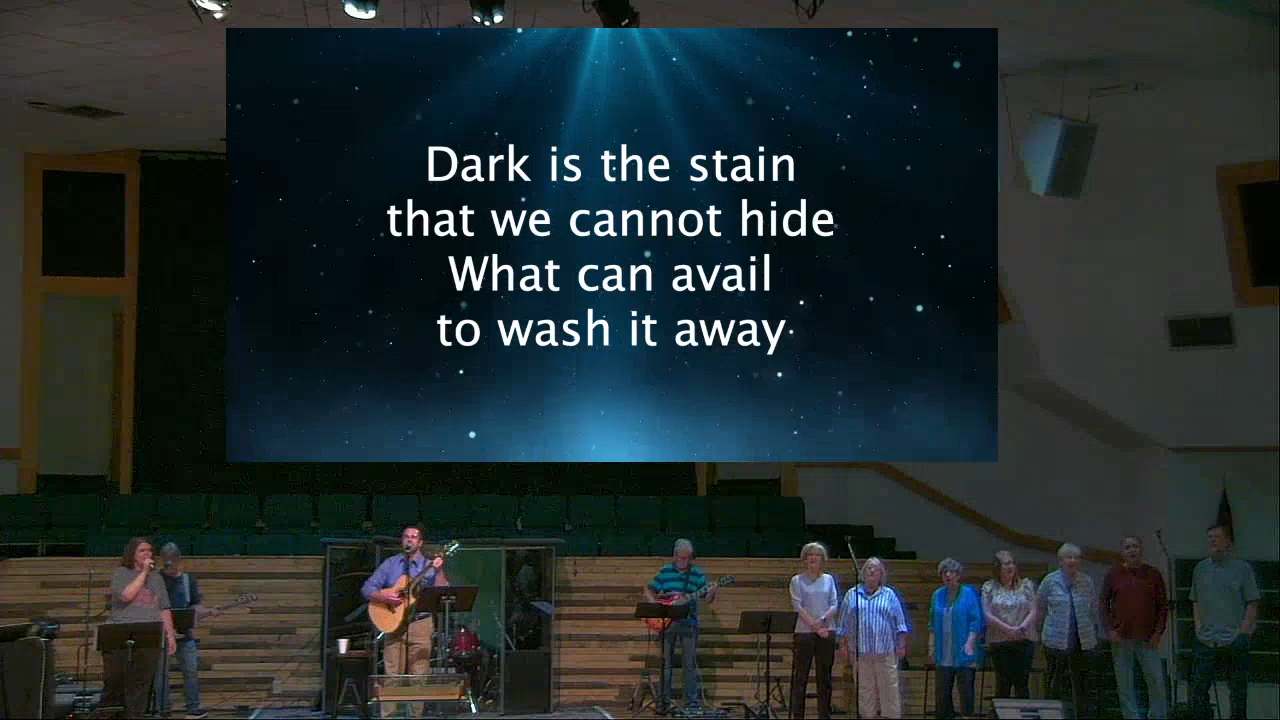 Dark is the stain
that we cannot hide
What can avail
to wash it away